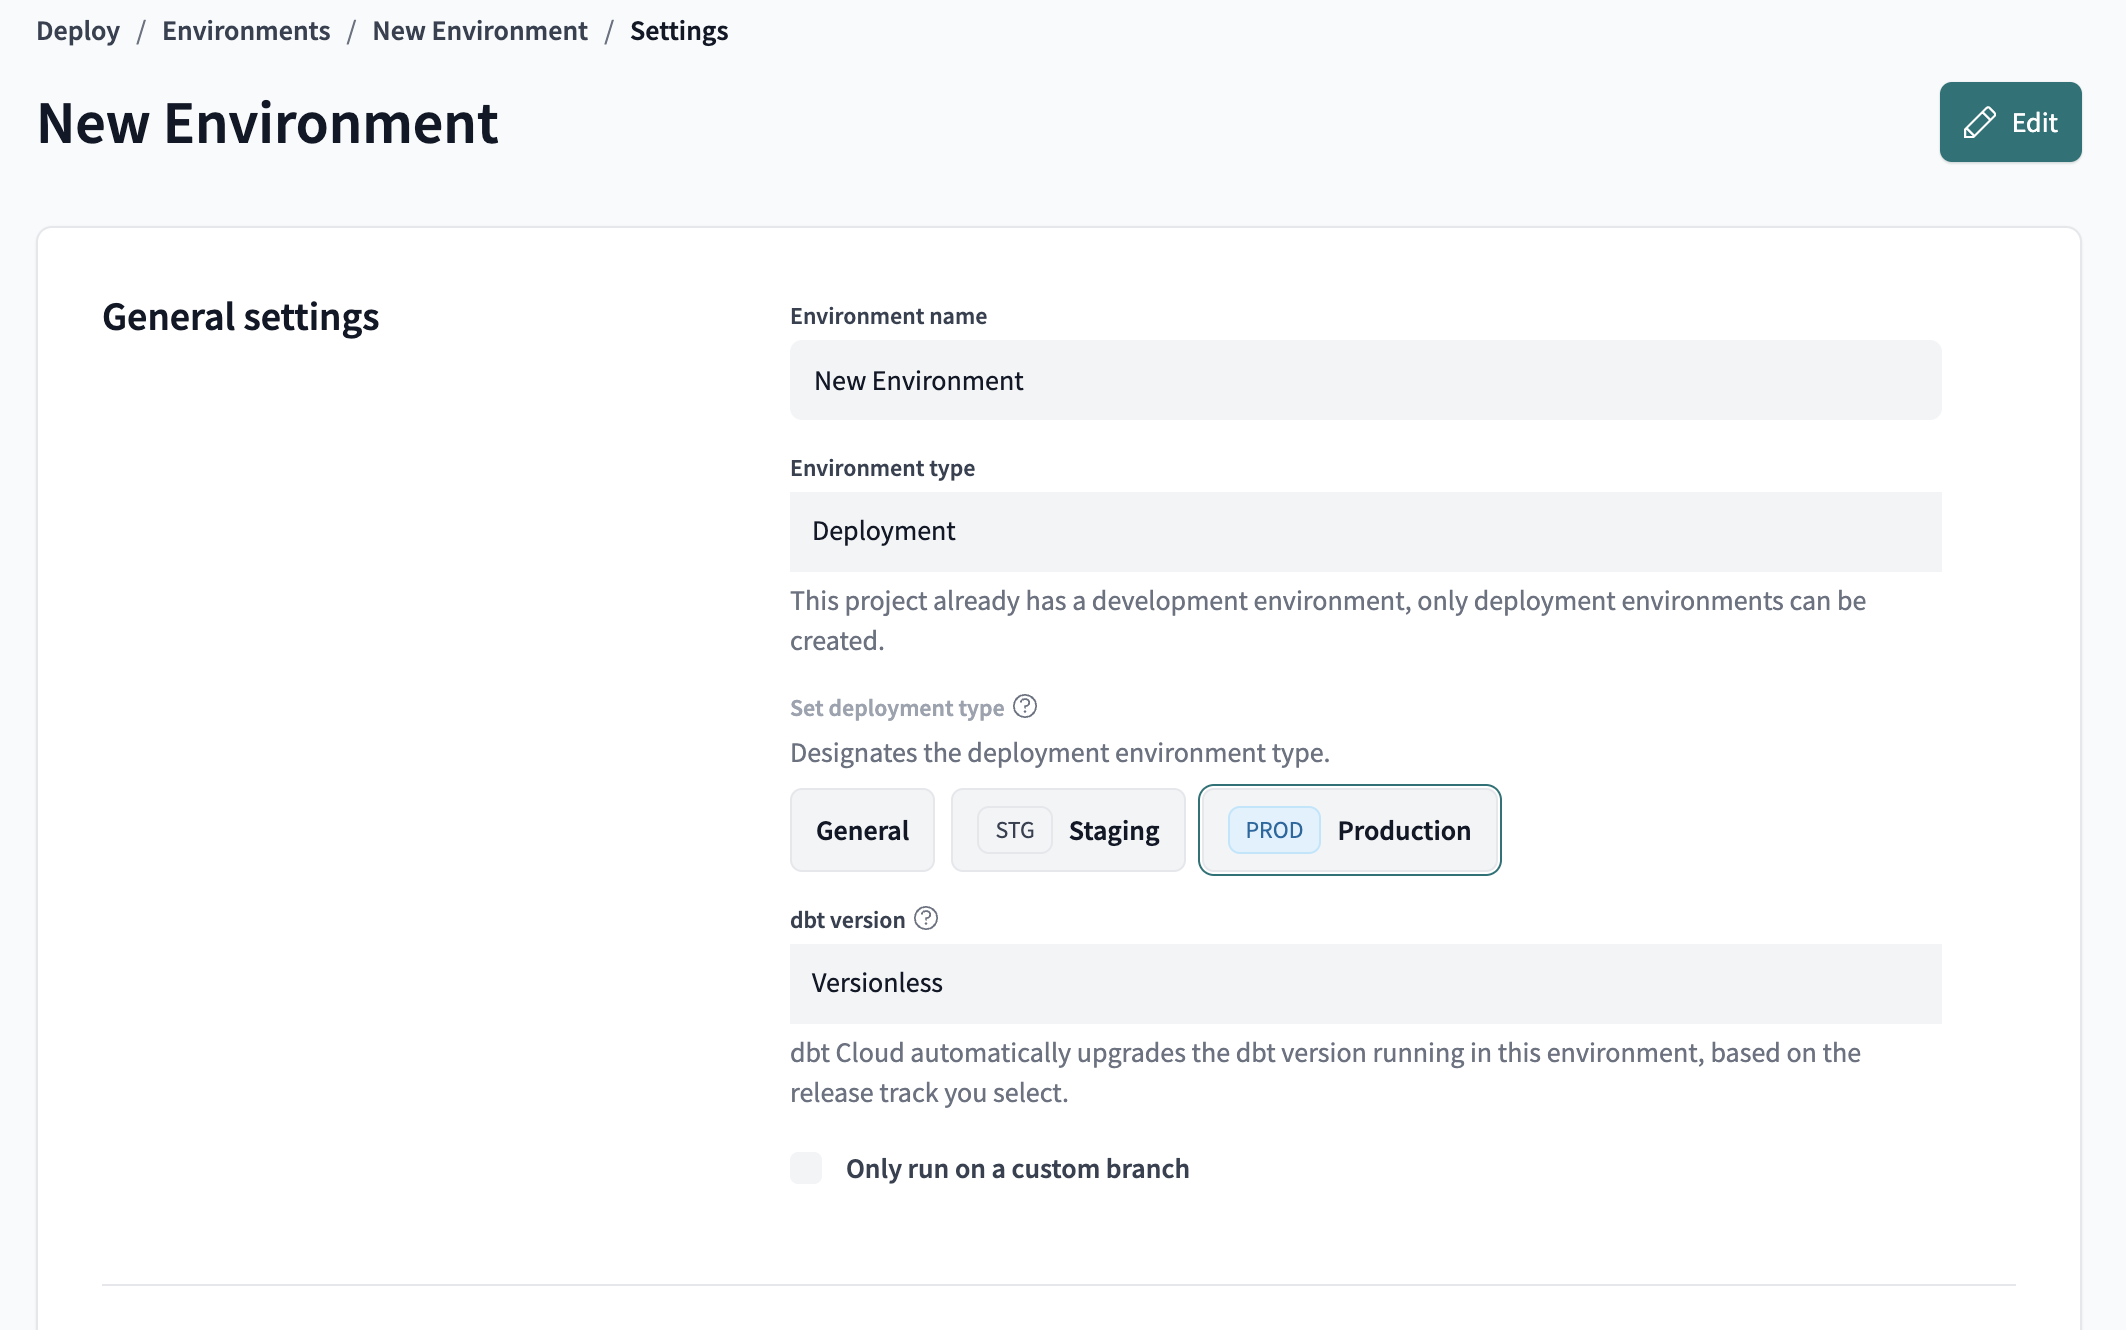 Deploy / Environments / New Environment / Settings
New Environment
Edit
General settings
Environment name
New Environment
Environment type
Deployment
This project already has a development environment, only deployment environments can be
created.
Set deployment type ?
Designates the deployment environment type.
General STG Staging PROD Production
dbt version ?
Versionless
dbt Cloud automatically upgrades the dbt version running in this environment, based on the
release track you select.
Only run on a custom branch